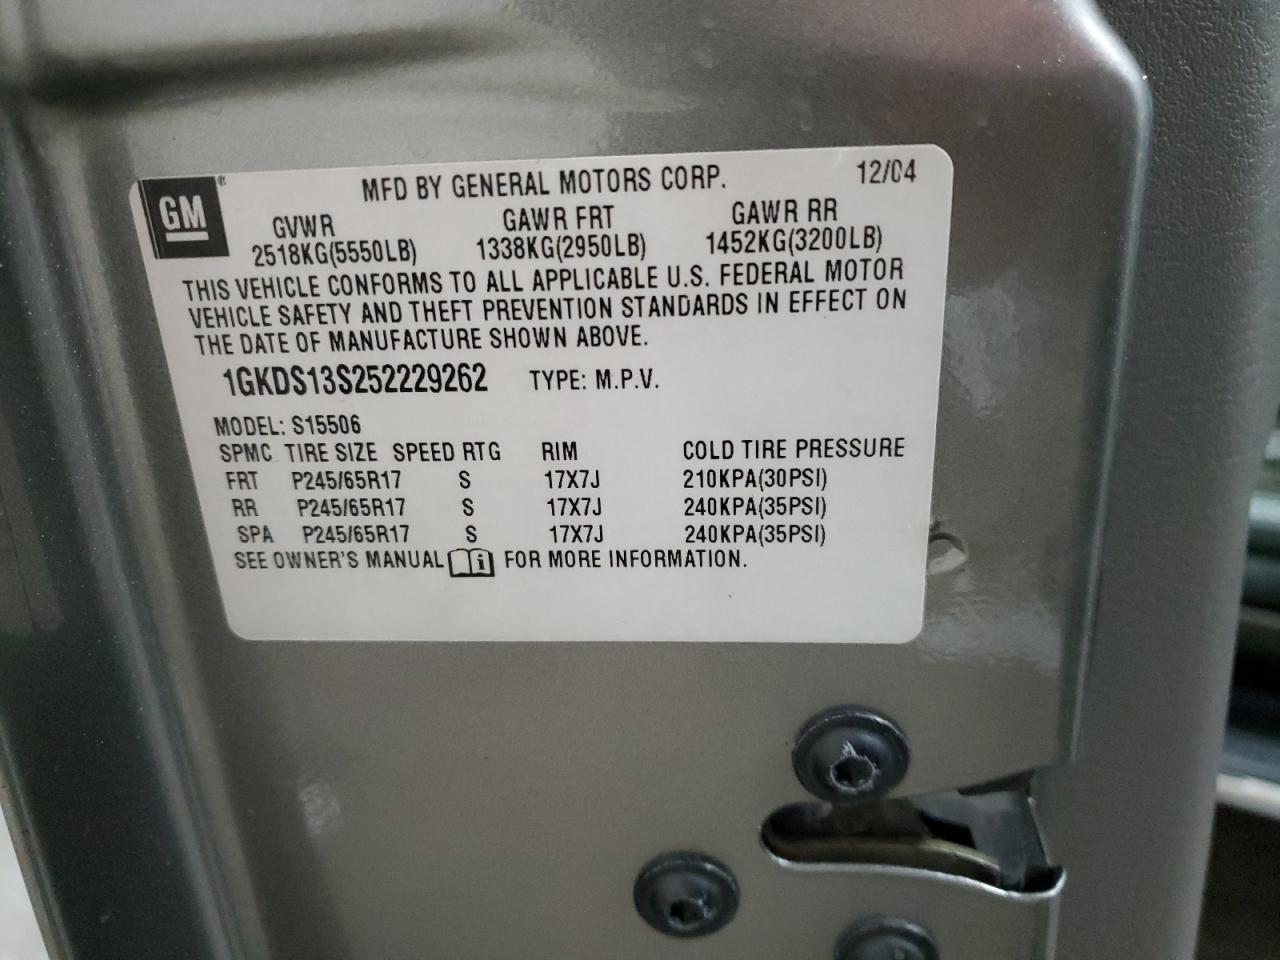 GM® MFD BY GENERAL MOTORS CORP. 12/04
GVWR GAWR FRT GAWR RR
2518KG(5550LB) 1338KG(2950LB) 1452KG(3200LB)
THIS VEHICLE CONFORMS TO ALL APPLICABLE U.S. FEDERAL MOTOR
VEHICLE SAFETY AND THEFT PREVENTION STANDARDS IN EFFECT ON
THE DATE OF MANUFACTURE SHOWN ABOVE.
1GKDS13S252229262 TYPE: M.P.V.
MODEL: S15506
SPMC TIRE SIZE SPEED RTG RIM COLD TIRE PRESSURE
FRT P245/65R17 S 17X7J 210KPA(30PSI)
RR P245/65R17 S 17X7J 240KPA(35PSI)
SPA P245/65R17 S 17X7J 240KPA(35PSI)
SEE OWNER'S MANUAL i FOR MORE INFORMATION.